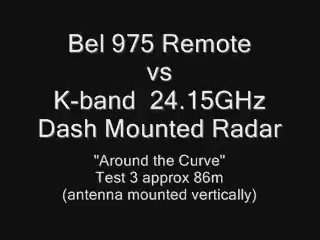 Bel 975 Remote
vs
K-band  24.15GHz
Dash Mounted Radar
"Around the Curve"
Test 3 approx 86m
(antenna mounted vertically)